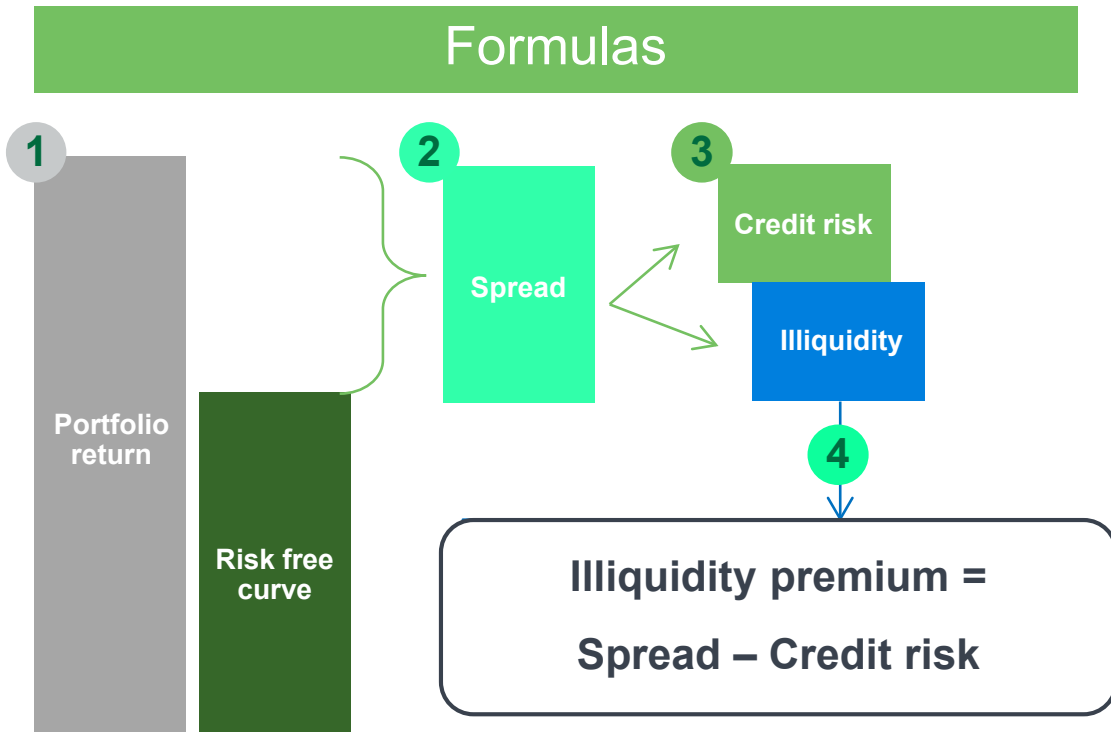 Formulas
1
Portfolio
return
Risk free
curve
2
Spread
3
Credit risk
Illiquidity
4
Illiquidity premium =
Spread – Credit risk